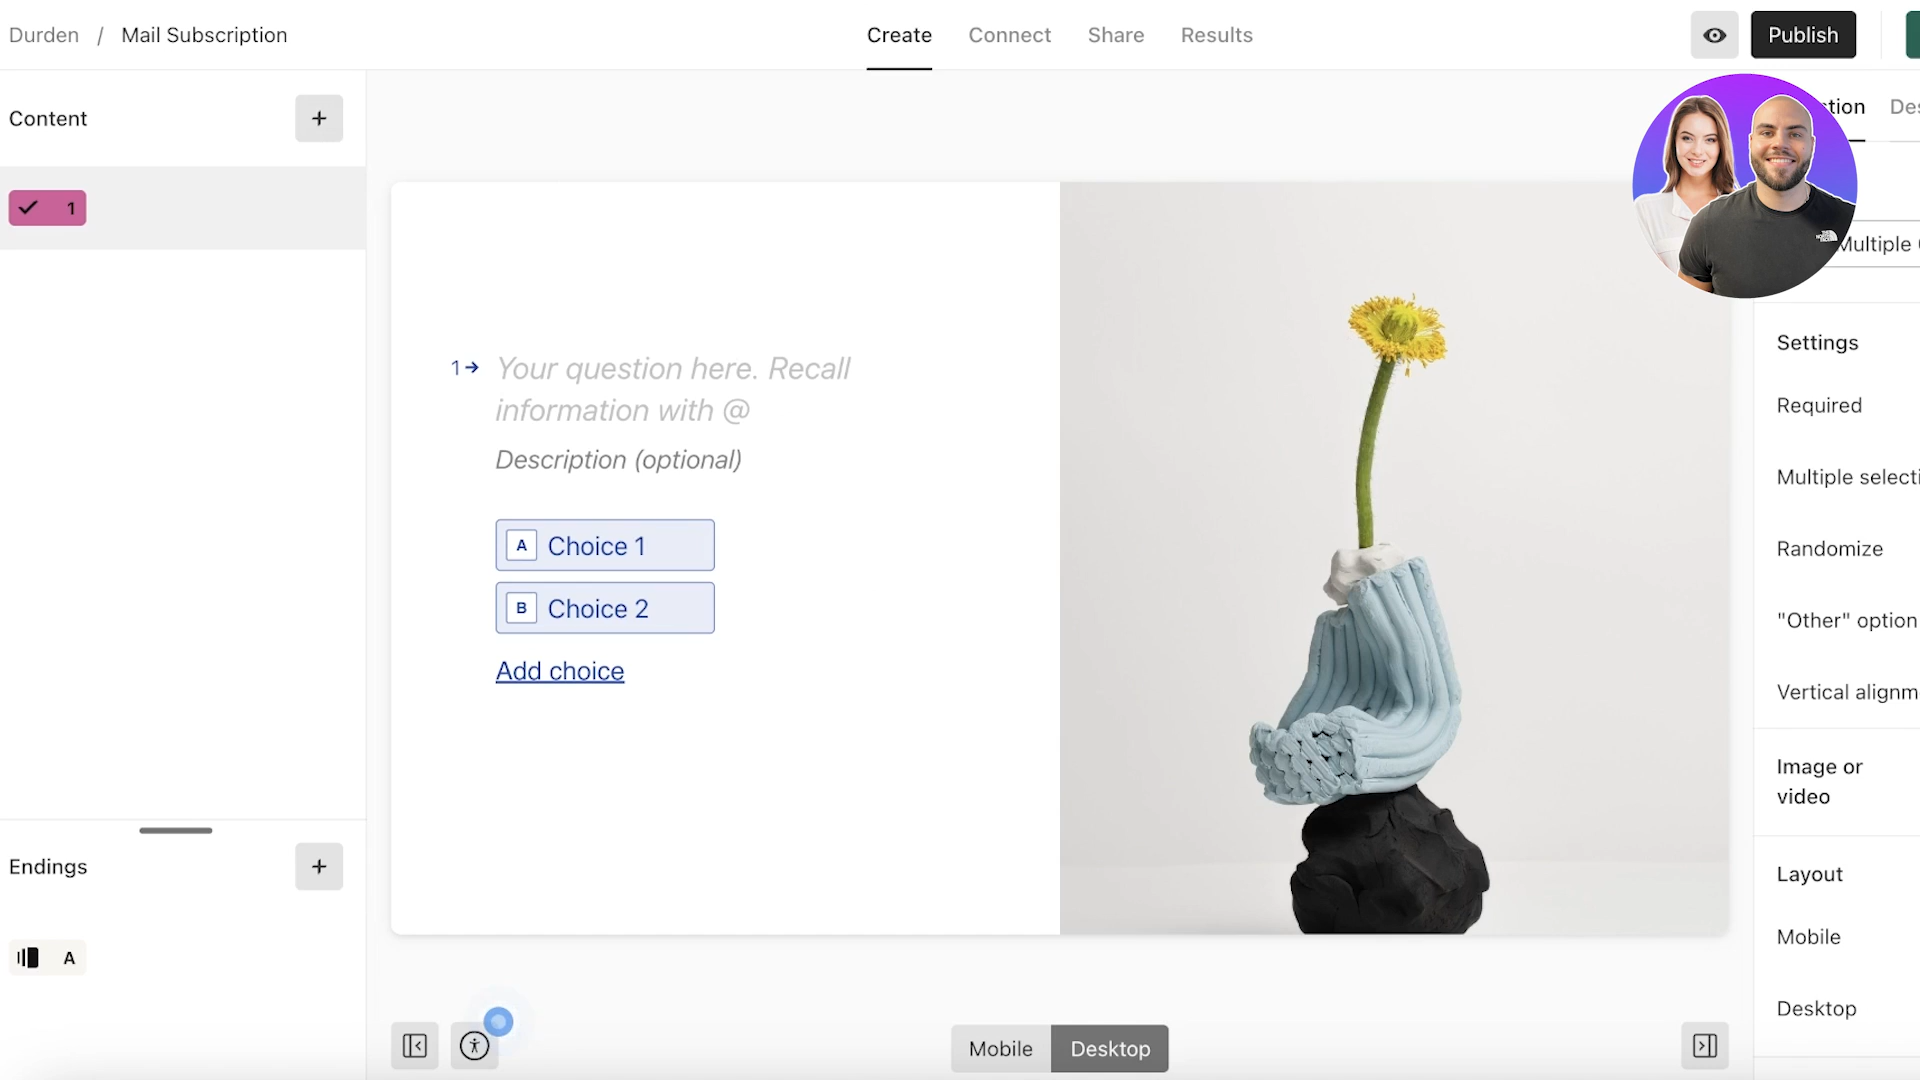 Durden / Mail Subscription
Create Connect Share Results
Publish
Content +
tion Des
1
Multiple
1→ Your question here. Recall
information with @
Description (optional)
A Choice 1
B Choice 2
Add choice
Settings
Required
Multiple selecti
Randomize
"Other" option
Vertical alignm
Image or
video
Layout
Mobile
Desktop
Endings +
A
Mobile Desktop